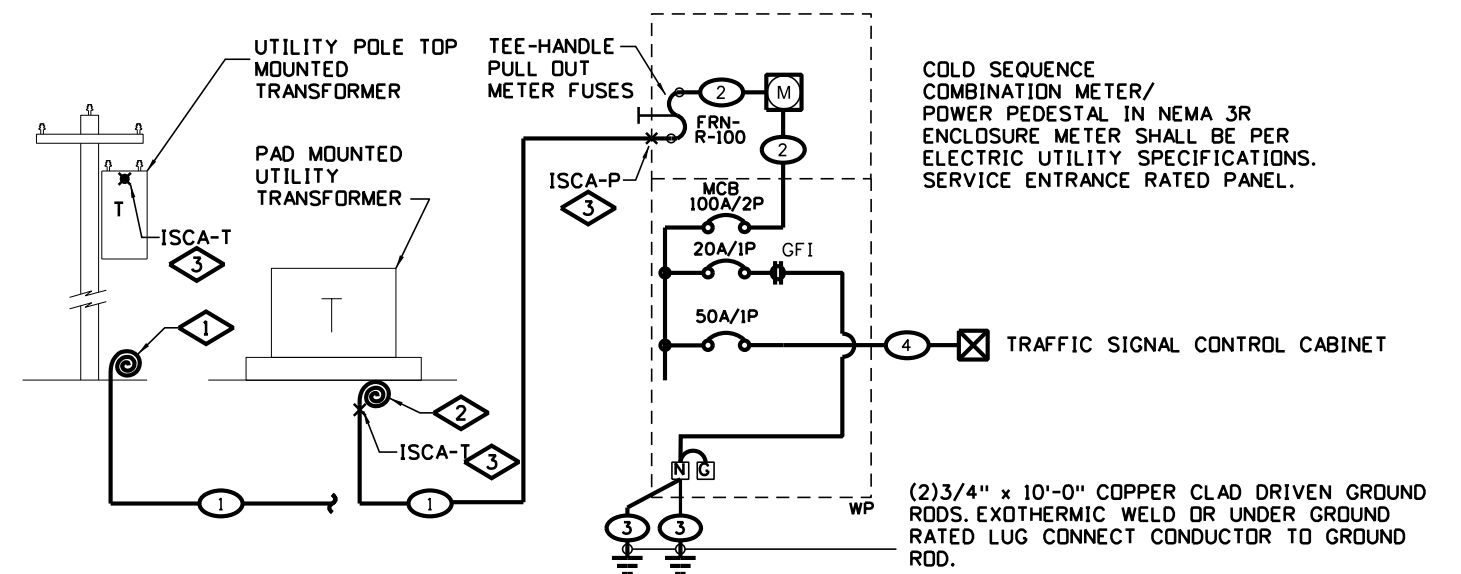 UTILITY POLE TOP
MOUNTED
TRANSFORMER
TEE-HANDLE
PULL OUT
METER FUSES
2
M
FRN-
R-100
2
COLD SEQUENCE
COMBINATION METER/
POWER PEDESTAL IN NEMA 3R
ENCLOSURE METER SHALL BE PER
ELECTRIC UTILITY SPECIFICATIONS.
SERVICE ENTRANCE RATED PANEL.
PAD MOUNTED
UTILITY
TRANSFORMER
T
ISCA-T
3
ISCA-P
3
MCB
100A/2P
20A/1P
GFI
T
1
50A/1P
4
TRAFFIC SIGNAL CONTROL CABINET
2
ISCA-T
3
N
G
1
1
WP
3
3
(2)3/4" x 10'-0" COPPER CLAD DRIVEN GROUND
RODS. EXOTHERMIC WELD OR UNDER GROUND
RATED LUG CONNECT CONDUCTOR TO GROUND
ROD.